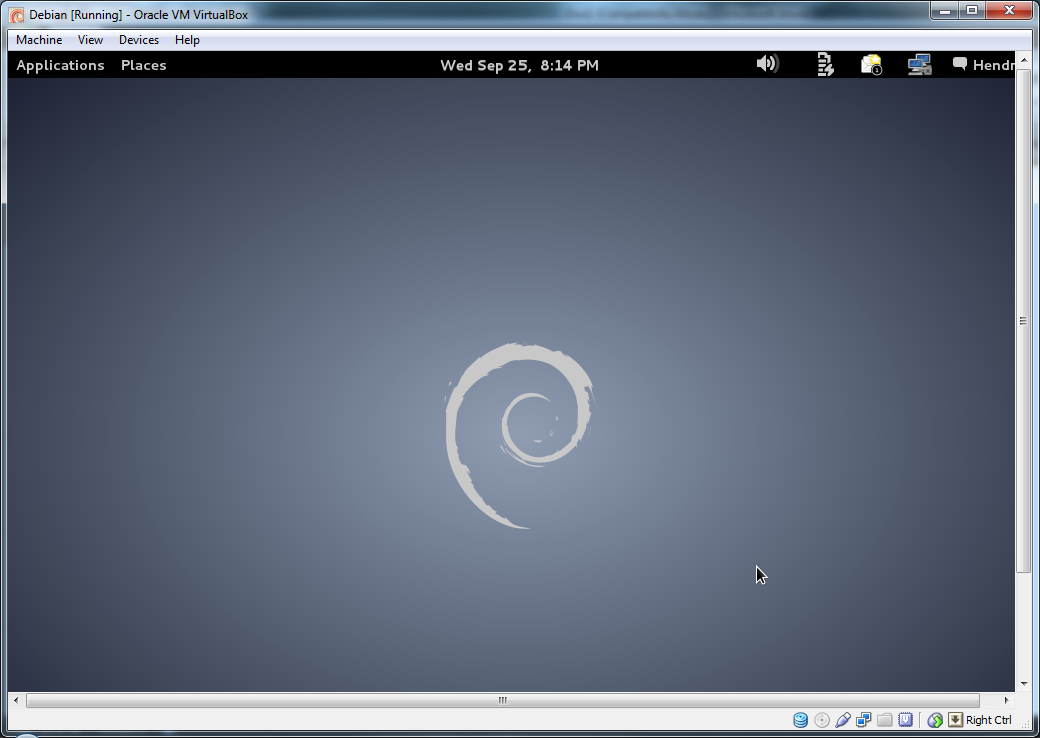 Debian [Running] - Oracle VM VirtualBox
Machine View Devices Help
Applications Places Wed Sep 25, 8:14 PM Hendr
Right Ctrl